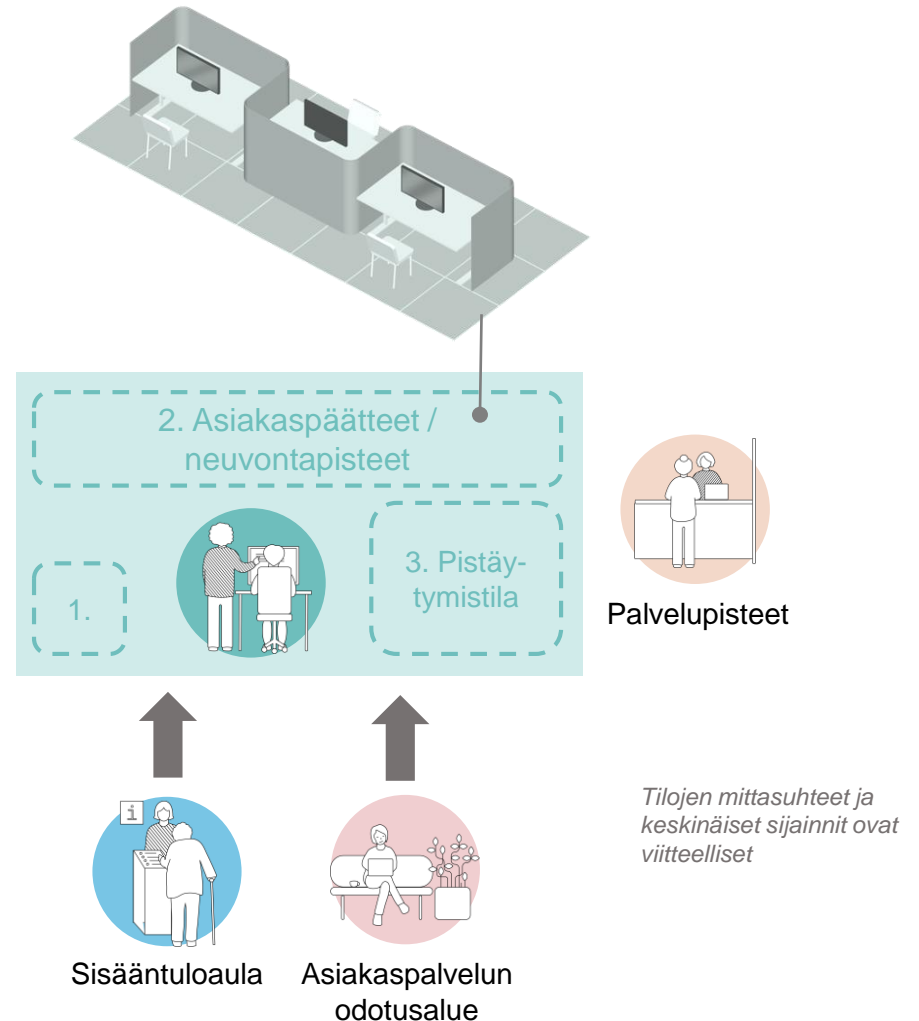 2. Asiakaspäätteet /
neuvontapisteet
1.
3. Pistäy-
tymistila
Palvelupisteet
i
Tilojen mittasuhteet ja
keskinäiset sijainnit ovat
viitteelliset
Sisääntuloaula
Asiakaspalvelun
odotusalue